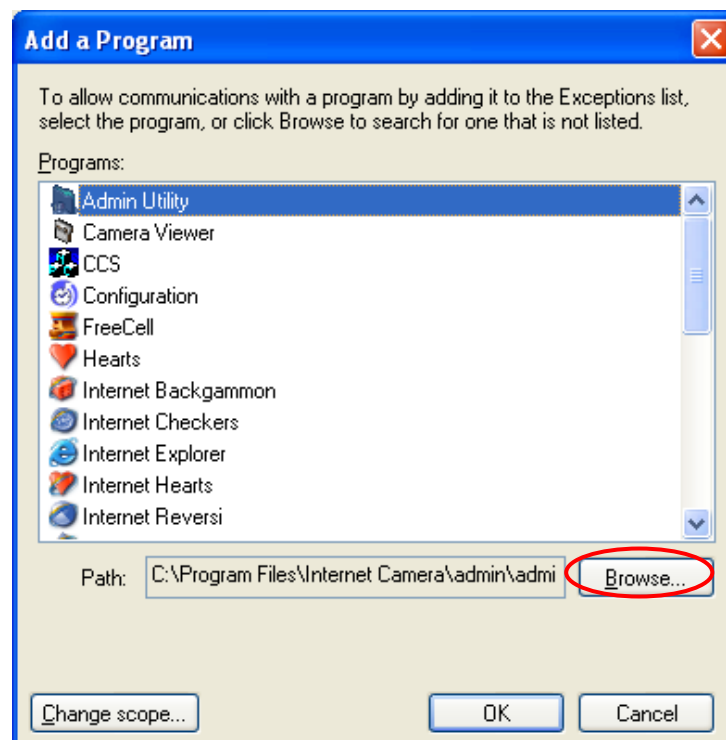 Add a Program
To allow communications with a program by adding it to the Exceptions list,
select the program, or click Browse to search for one that is not listed.
Programs:
Admin Utility
Camera Viewer
CCS
Configuration
FreeCell
Hearts
Internet Backgammon
Internet Checkers
Internet Explorer
Internet Hearts
Internet Reversi
Path: C:\Program Files\Internet Camera\admin\admi Browse...
Change scope... OK Cancel